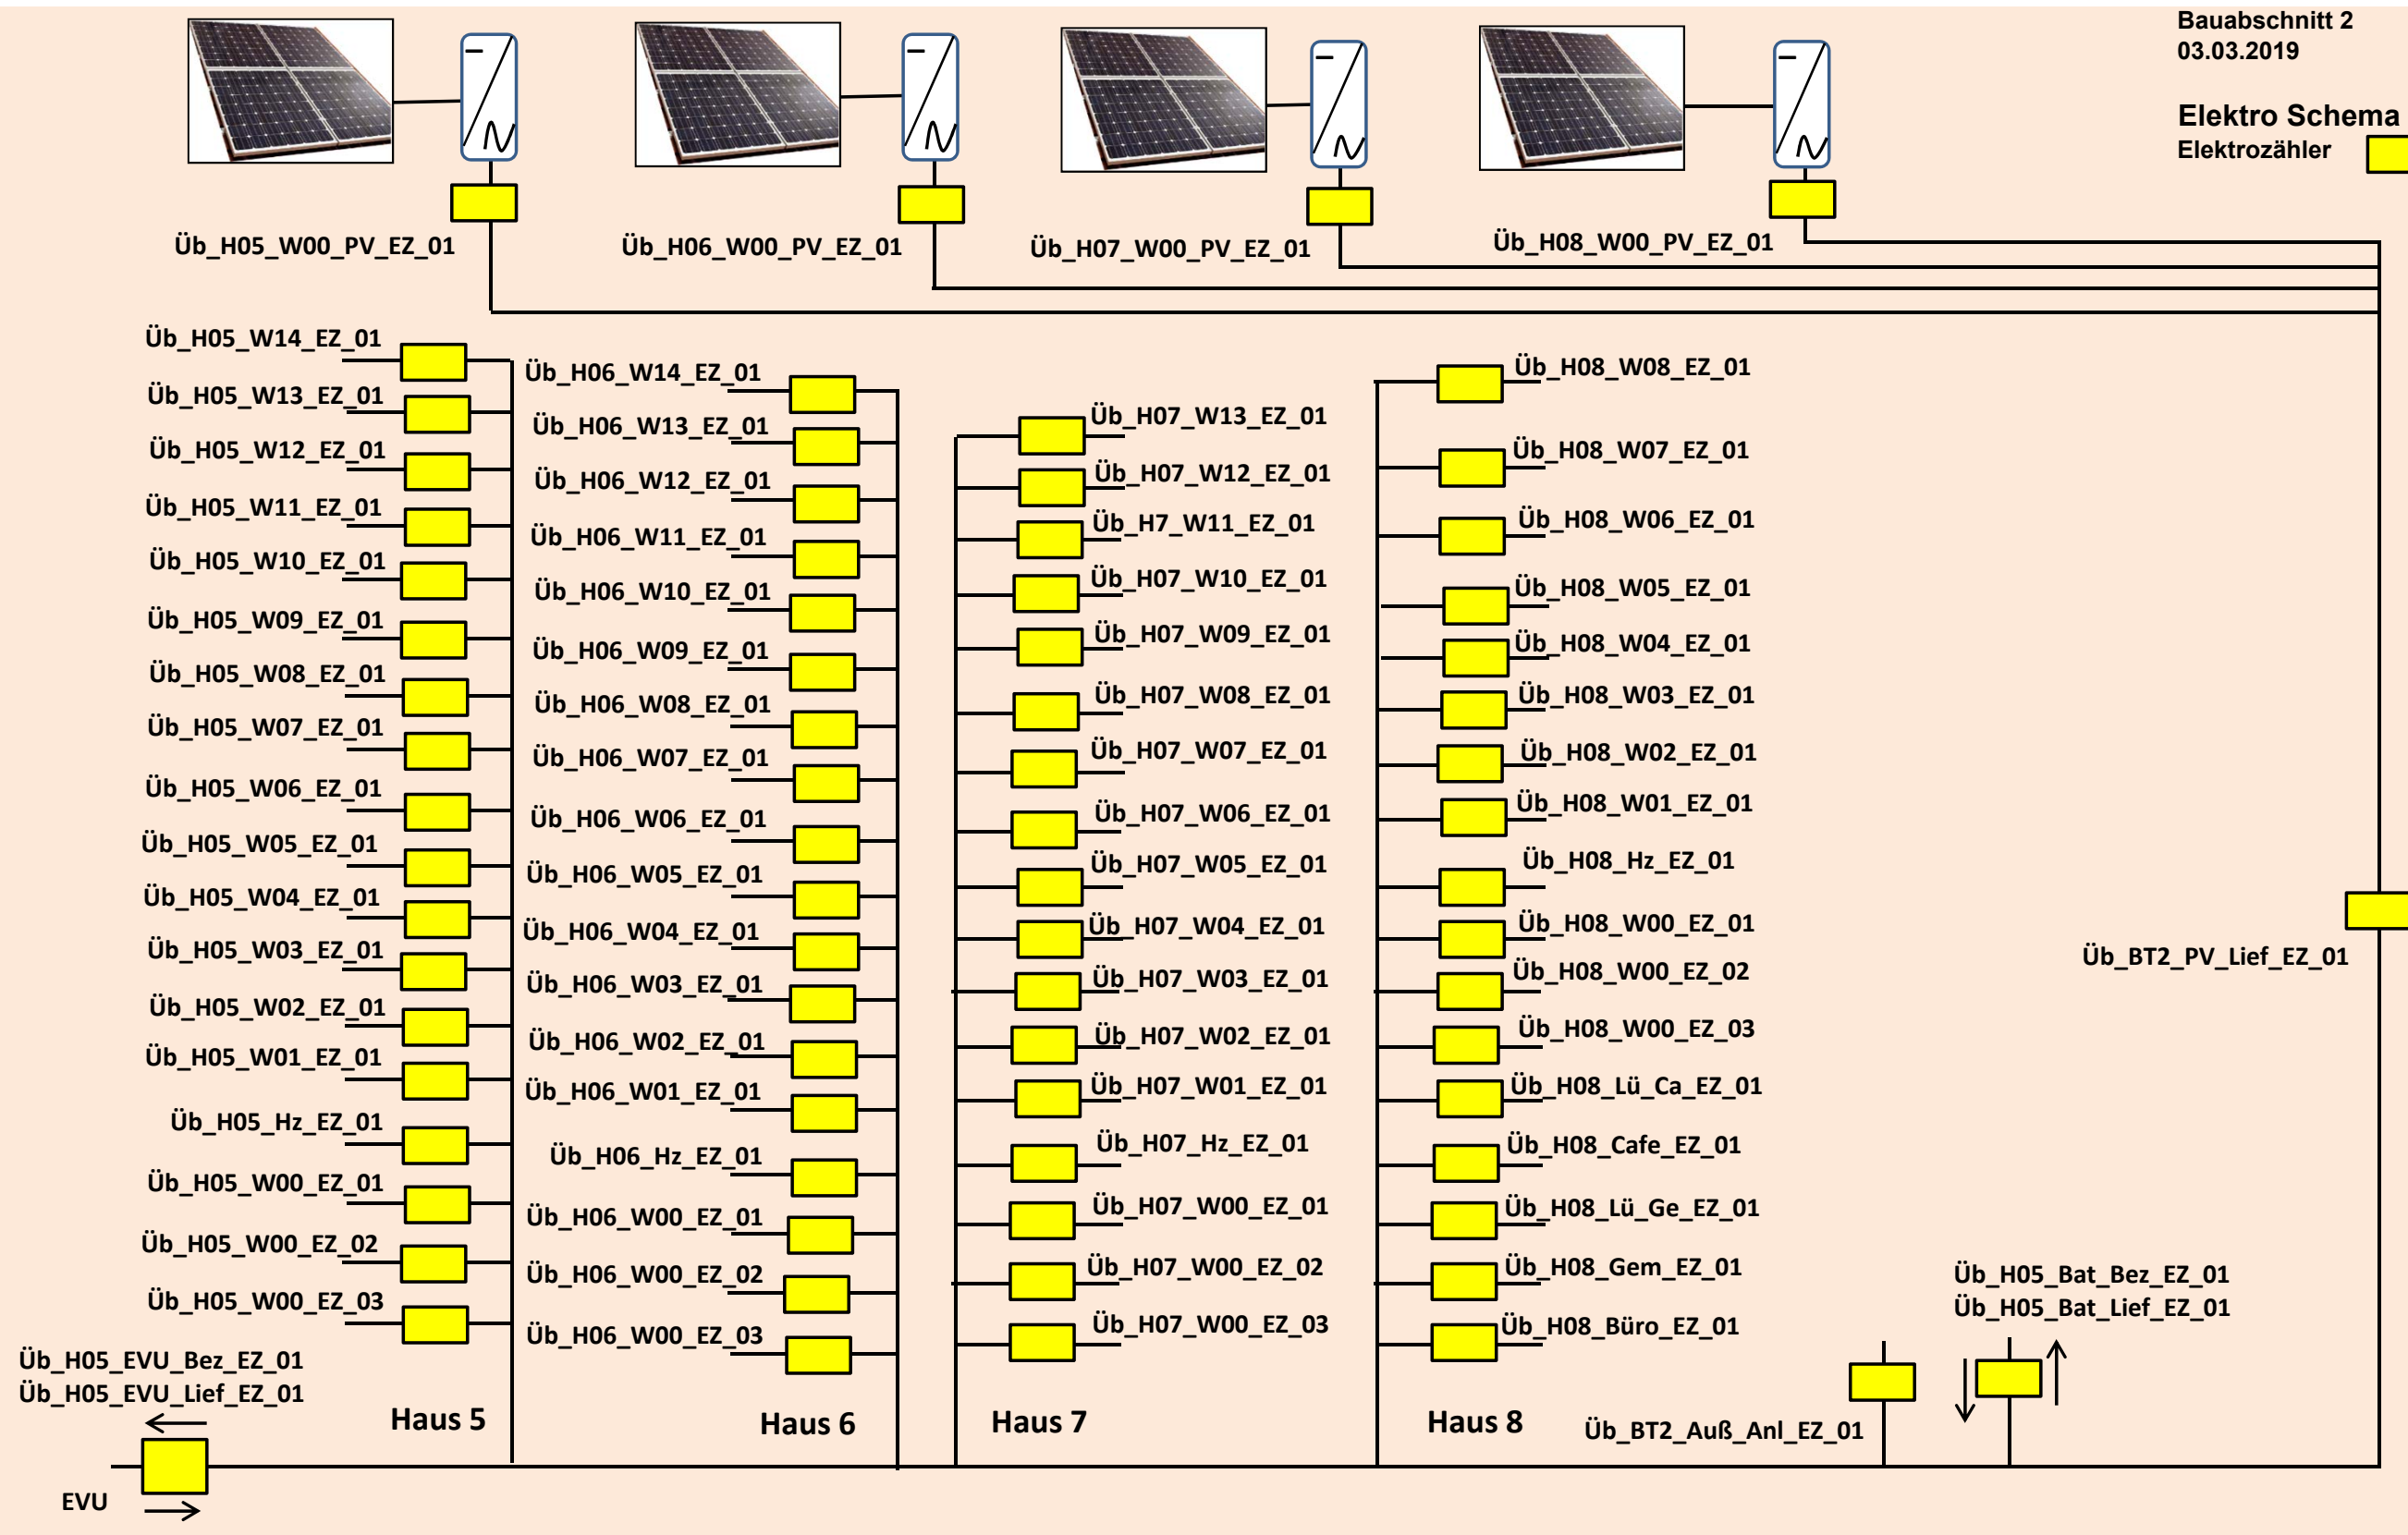 Bauabschnitt 2
03.03.2019
Elektro Schema
Elektrozähler
Üb_H05_W00_PV_EZ_01
Üb_H06_W00_PV_EZ_01
Üb_H07_W00_PV_EZ_01
Üb_H08_W00_PV_EZ_01
Üb_H05_W14_EZ_01
Üb_H05_W13_EZ_01
Üb_H05_W12_EZ_01
Üb_H05_W11_EZ_01
Üb_H05_W10_EZ_01
Üb_H05_W09_EZ_01
Üb_H05_W08_EZ_01
Üb_H05_W07_EZ_01
Üb_H05_W06_EZ_01
Üb_H05_W05_EZ_01
Üb_H05_W04_EZ_01
Üb_H05_W03_EZ_01
Üb_H05_W02_EZ_01
Üb_H05_W01_EZ_01
Üb_H05_Hz_EZ_01
Üb_H05_W00_EZ_01
Üb_H05_W00_EZ_02
Üb_H05_W00_EZ_03
Üb_H05_EVU_Bez_EZ_01
Üb_H05_EVU_Lief_EZ_01
EVU
Haus 5
Üb_H06_W14_EZ_01
Üb_H06_W13_EZ_01
Üb_H06_W12_EZ_01
Üb_H06_W11_EZ_01
Üb_H06_W10_EZ_01
Üb_H06_W09_EZ_01
Üb_H06_W08_EZ_01
Üb_H06_W07_EZ_01
Üb_H06_W06_EZ_01
Üb_H06_W05_EZ_01
Üb_H06_W04_EZ_01
Üb_H06_W03_EZ_01
Üb_H06_W02_EZ_01
Üb_H06_W01_EZ_01
Üb_H06_Hz_EZ_01
Üb_H06_W00_EZ_01
Üb_H06_W00_EZ_02
Üb_H06_W00_EZ_03
Haus 6
Üb_H07_W13_EZ_01
Üb_H07_W12_EZ_01
Üb_H7_W11_EZ_01
Üb_H07_W10_EZ_01
Üb_H07_W09_EZ_01
Üb_H07_W08_EZ_01
Üb_H07_W07_EZ_01
Üb_H07_W06_EZ_01
Üb_H07_W05_EZ_01
Üb_H07_W04_EZ_01
Üb_H07_W03_EZ_01
Üb_H07_W02_EZ_01
Üb_H07_W01_EZ_01
Üb_H07_Hz_EZ_01
Üb_H07_W00_EZ_01
Üb_H07_W00_EZ_02
Üb_H07_W00_EZ_03
Haus 7
Üb_H08_W08_EZ_01
Üb_H08_W07_EZ_01
Üb_H08_W06_EZ_01
Üb_H08_W05_EZ_01
Üb_H08_W04_EZ_01
Üb_H08_W03_EZ_01
Üb_H08_W02_EZ_01
Üb_H08_W01_EZ_01
Üb_H08_Hz_EZ_01
Üb_H08_W00_EZ_01
Üb_H08_W00_EZ_02
Üb_H08_W00_EZ_03
Üb_H08_Lü_Ca_EZ_01
Üb_H08_Cafe_EZ_01
Üb_H08_Lü_Ge_EZ_01
Üb_H08_Gem_EZ_01
Üb_H08_Büro_EZ_01
Haus 8
Üb_BT2_Auß_Anl_EZ_01
Üb_H05_Bat_Bez_EZ_01
Üb_H05_Bat_Lief_EZ_01
Üb_BT2_PV_Lief_EZ_01